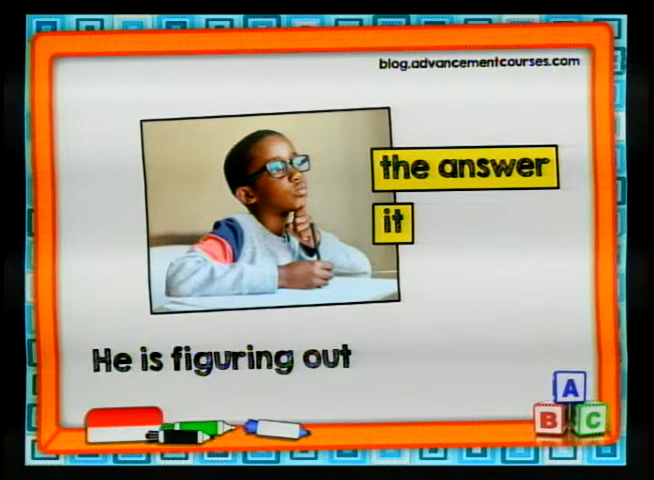 blog.advancementcourses.com
the answer
it
He is figuring out
A
B C